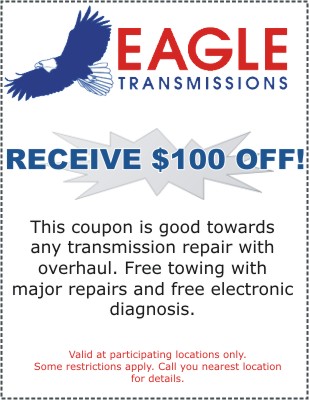 EAGLE
TRANSMISSIONS
RECEIVE $100 OFF!
This coupon is good towards
any transmission repair with
overhaul. Free towing with
major repairs and free electronic
diagnosis.
Valid at participating locations only.
Some restrictions apply. Call you nearest location
for details.